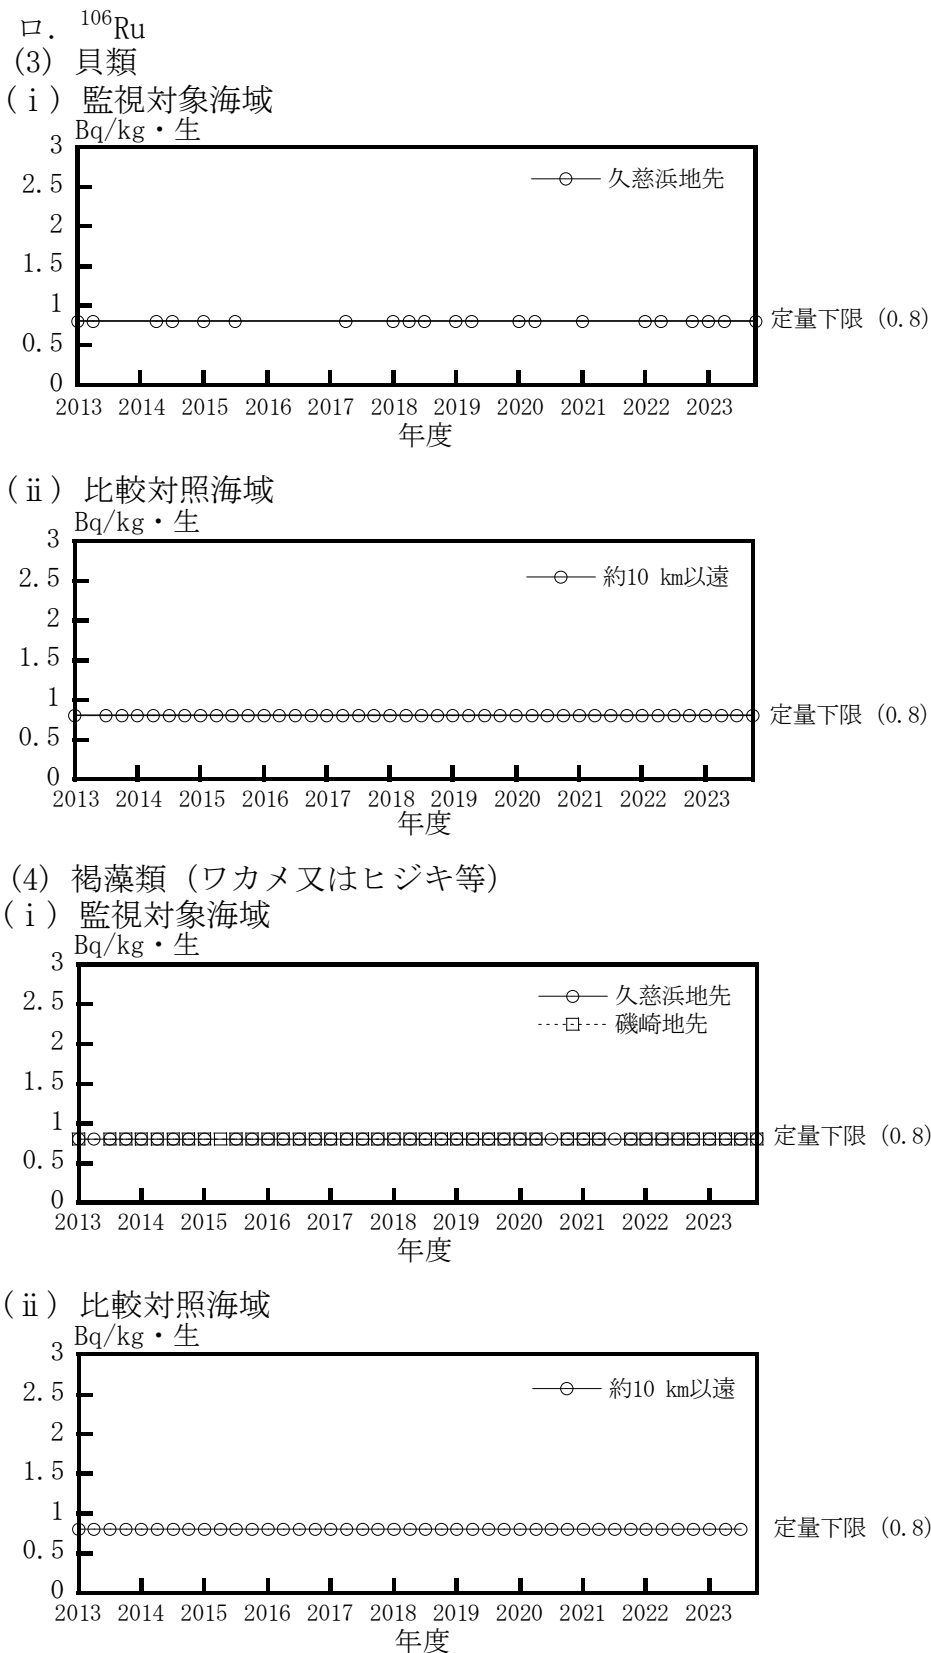 ロ．¹⁰⁶Ru
(3) 貝類
(ⅰ) 監視対象海域
Bq/kg・生
3
2.5
2
1.5
1
0.5
0
久慈浜地先
定量下限 (0.8)
2013 2014 2015 2016 2017 2018 2019 2020 2021 2022 2023
年度
(ⅱ) 比較対照海域
Bq/kg・生
3
2.5
2
1.5
1
0.5
0
約10 km以遠
定量下限 (0.8)
2013 2014 2015 2016 2017 2018 2019 2020 2021 2022 2023
年度
(4) 褐藻類 (ワカメ又はヒジキ等)
(ⅰ) 監視対象海域
Bq/kg・生
3
2.5
2
1.5
1
0.5
0
久慈浜地先
磯崎地先
定量下限 (0.8)
2013 2014 2015 2016 2017 2018 2019 2020 2021 2022 2023
年度
(ⅱ) 比較対照海域
Bq/kg・生
3
2.5
2
1.5
1
0.5
0
約10 km以遠
定量下限 (0.8)
2013 2014 2015 2016 2017 2018 2019 2020 2021 2022 2023
年度